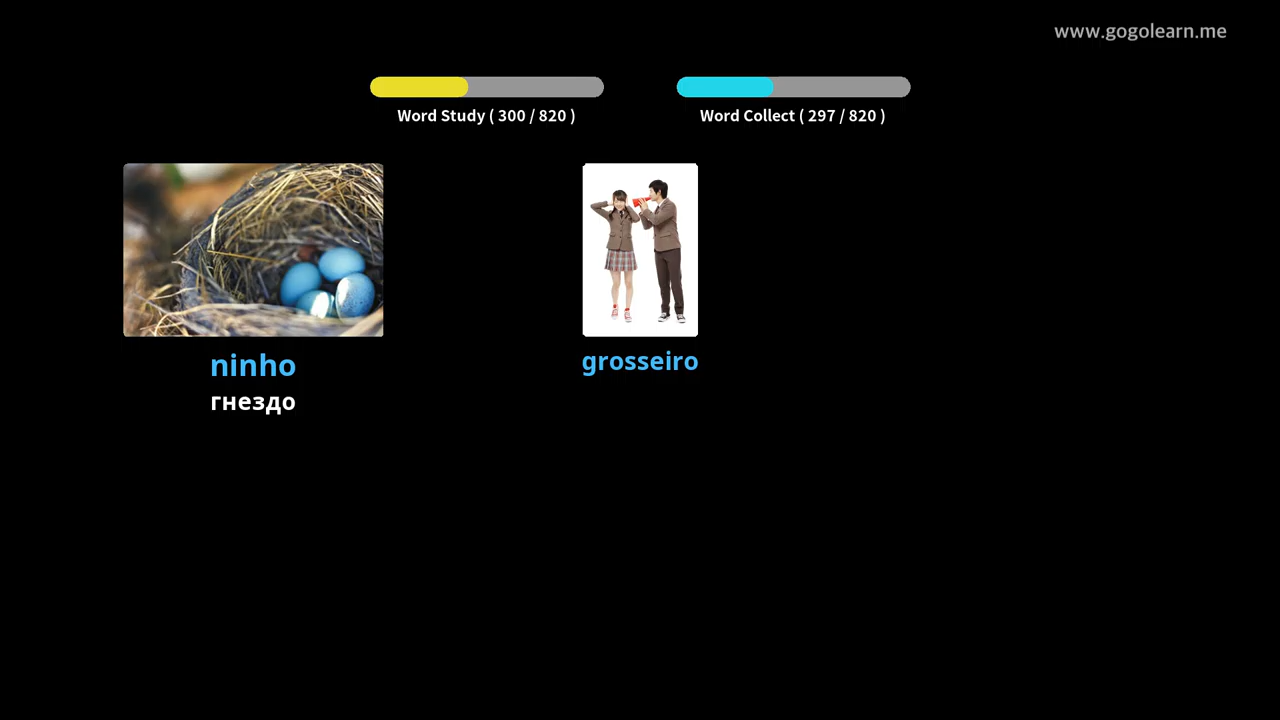 www.gogolearn.me
Word Study ( 300 / 820 )
Word Collect ( 297 / 820 )
ninho
гнездо
grosseiro